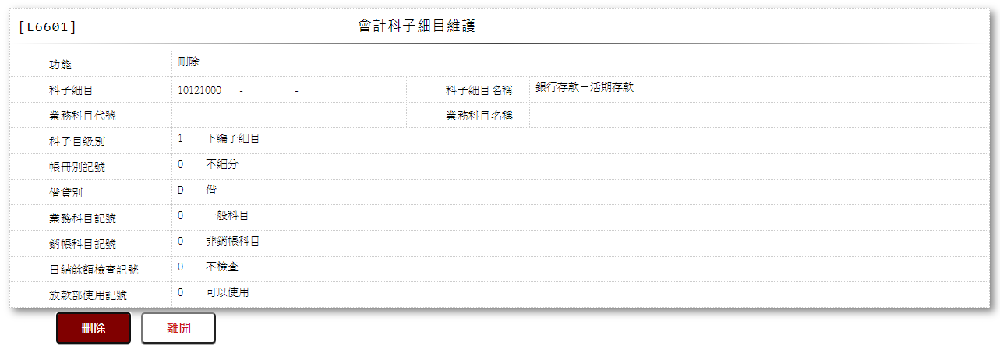 [L6601] 會計科子細目維護
功能 刪除
科子細目 10121000 - - 科子細目名稱 銀行存款－活期存款
業務科目代號 業務科目名稱
科子目級別 1 下編子細目
帳冊別記號 0 不細分
借貸別 D 借
業務科目記號 0 一般科目
銷帳科目記號 0 非銷帳科目
日結餘額檢查記號 0 不檢查
放款部使用記號 0 可以使用
刪除 離開